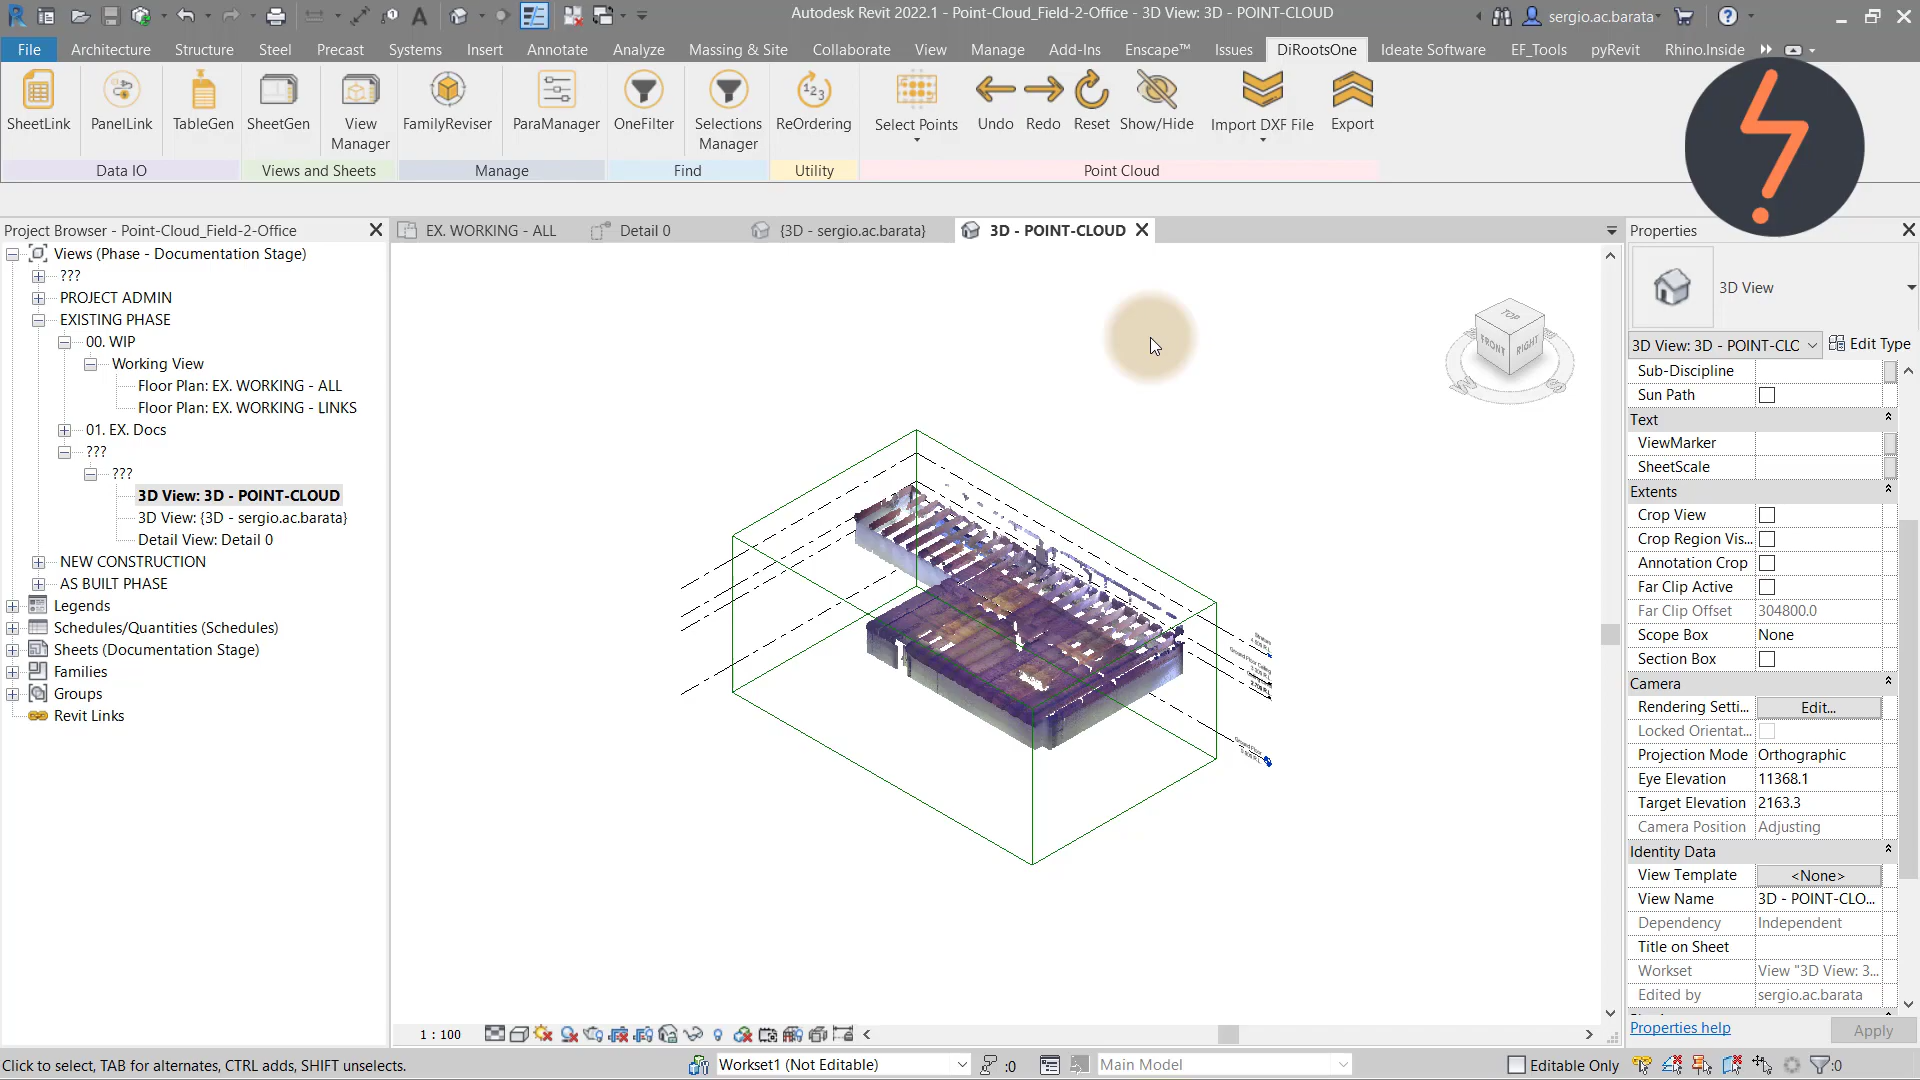 Autodesk Revit 2022.1 - Point-Cloud_Field-2-Office - 3D View: 3D - POINT-CLOUD
sergio.ac.barata
File Architecture Structure Steel Precast Systems Insert Annotate Analyze Massing & Site Collaborate View Manage Add-Ins Enscape™ Issues DiRootsOne Ideate Software EF_Tools pyRevit Rhino.Inside
SheetLink PanelLink TableGen SheetGen View Manager FamilyReviser ParaManager OneFilter Selections Manager ReOrdering Select Points Undo Redo Reset Show/Hide Import DXF File Export
Data IO Views and Sheets Manage Find Utility Point Cloud
Project Browser - Point-Cloud_Field-2-Office
EX. WORKING - ALL Detail 0 {3D - sergio.ac.barata} 3D - POINT-CLOUD
Views (Phase - Documentation Stage)
???
PROJECT ADMIN
EXISTING PHASE
00. WIP
Working View
Floor Plan: EX. WORKING - ALL
Floor Plan: EX. WORKING - LINKS
01. EX. Docs
???
???
3D View: 3D - POINT-CLOUD
3D View: {3D - sergio.ac.barata}
Detail View: Detail 0
NEW CONSTRUCTION
AS BUILT PHASE
Legends
Schedules/Quantities (Schedules)
Sheets (Documentation Stage)
Families
Groups
Revit Links
TOP
FRONT
RIGHT
Properties
3D View
3D View: 3D - POINT-CLC Edit Type
Sub-Discipline
Sun Path
Text
ViewMarker
SheetScale
Extents
Crop View
Crop Region Vis...
Annotation Crop
Far Clip Active
Far Clip Offset 304800.0
Scope Box None
Section Box
Camera
Rendering Setti... Edit...
Locked Orientat...
Projection Mode Orthographic
Eye Elevation 11368.1
Target Elevation 2163.3
Camera Position Adjusting
Identity Data
View Template <None>
View Name 3D - POINT-CLO...
Dependency Independent
Title on Sheet
Workset View "3D View: 3...
Edited by sergio.ac.barata
Properties help Apply
1 : 100
Click to select, TAB for alternates, CTRL adds, SHIFT unselects.
Workset1 (Not Editable) :0 Main Model Editable Only :0